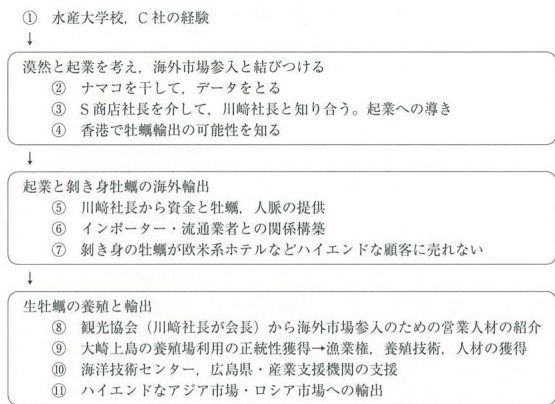 ① 水産大学校，C社の経験
↓
漠然と起業を考え，海外市場参入と結びつける
② ナマコを干して，データをとる
③ S商店社長を介して，川﨑社長と知り合う。起業への導き
④ 香港で牡蠣輸出の可能性を知る
↓
起業と剝き身牡蠣の海外輸出
⑤ 川﨑社長から資金と牡蠣，人脈の提供
⑥ インポーター・流通業者との関係構築
⑦ 剝き身の牡蠣が欧米系ホテルなどハイエンドな顧客に売れない
↓
生牡蠣の養殖と輸出
⑧ 観光協会（川﨑社長が会長）から海外市場参入のための営業人材の紹介
⑨ 大崎上島の養殖場利用の正統性獲得→漁業権，養殖技術，人材の獲得
⑩ 海洋技術センター，広島県・産業支援機関の支援
⑪ ハイエンドなアジア市場・ロシア市場への輸出